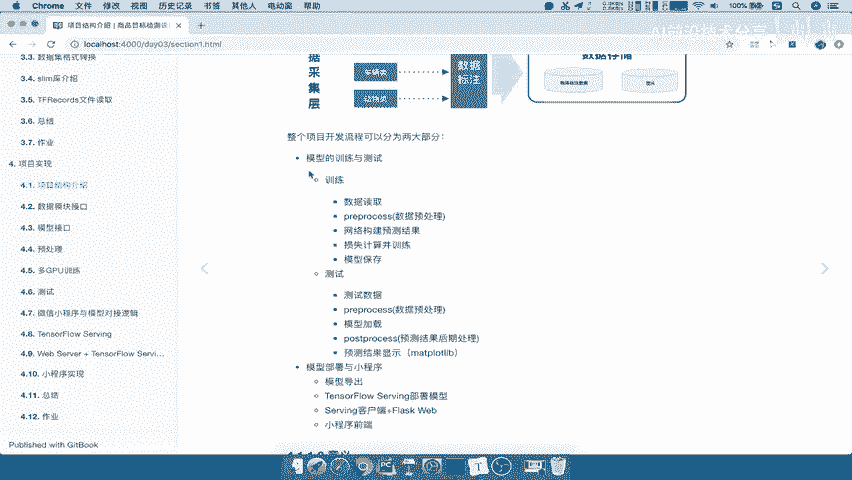 Chrome 文件 修改 视图 历史记录 书签 其他人 电动窗 帮助
100%
项目结构介绍 | 商品目标检测
localhost:4000/day03/section1.html
3.3. 数据集格式转换
3.4. slim库介绍
3.5. TFRecords文件读取
3.6. 总结
3.7. 作业
4. 项目实现
4.1. 项目结构介绍
4.2. 数据模块接口
4.3. 模型接口
4.4. 预处理
4.5. 多GPU训练
4.6. 测试
4.7. 微信小程序与模型对接逻辑
4.8. TensorFlow Serving
4.9. Web Server + TensorFlow Servi...
4.10. 小程序实现
4.11. 总结
4.12. 作业
Published with GitBook
据采集层
数据标注
数据存储
整个项目开发流程可以分为两大部分：
模型的训练与测试
训练
数据读取
preprocess(数据预处理)
网络构建预测结果
损失计算并训练
模型保存
测试
测试数据
preprocess(数据预处理)
模型加载
postprocess(预测结果后期处理)
预测结果显示（matplotlib）
模型部署与小程序
模型导出
TensorFlow Serving部署模型
Serving客户端+Flask Web
小程序前端